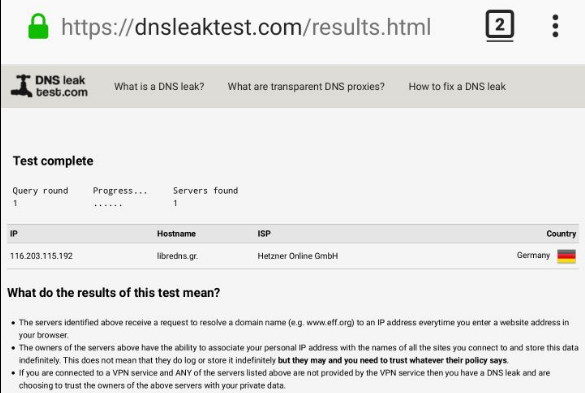 https://dnsleaktest.com/results.html 2
DNS leak
test.com
What is a DNS leak? What are transparent DNS proxies? How to fix a DNS leak
Test complete
Query round Progress... Servers found
1 ...... 1
IP Hostname ISP Country
116.203.115.192 libredns.gr. Hetzner Online GmbH Germany
What do the results of this test mean?
• The servers identified above receive a request to resolve a domain name (e.g. www.eff.org) to an IP address everytime you enter a website address in
your browser.
• The owners of the servers above have the ability to associate your personal IP address with the names of all the sites you connect to and store this data
indefinitely. This does not mean that they do log or store it indefinitely but they may and you need to trust whatever their policy says.
• If you are connected to a VPN service and ANY of the servers listed above are not provided by the VPN service then you have a DNS leak and are
choosing to trust the owners of the above servers with your private data.